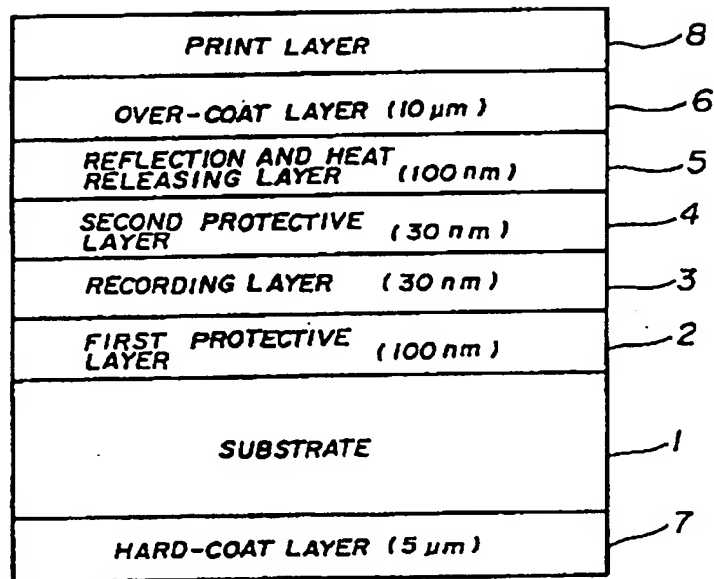 PRINT LAYER 8
OVER-COAT LAYER (10 μm) 6
REFLECTION AND HEAT
RELEASING LAYER (100 nm) 5
SECOND PROTECTIVE
LAYER (30 nm) 4
RECORDING LAYER (30 nm) 3
FIRST PROTECTIVE
LAYER (100 nm) 2
SUBSTRATE 1
HARD-COAT LAYER (5 μm) 7